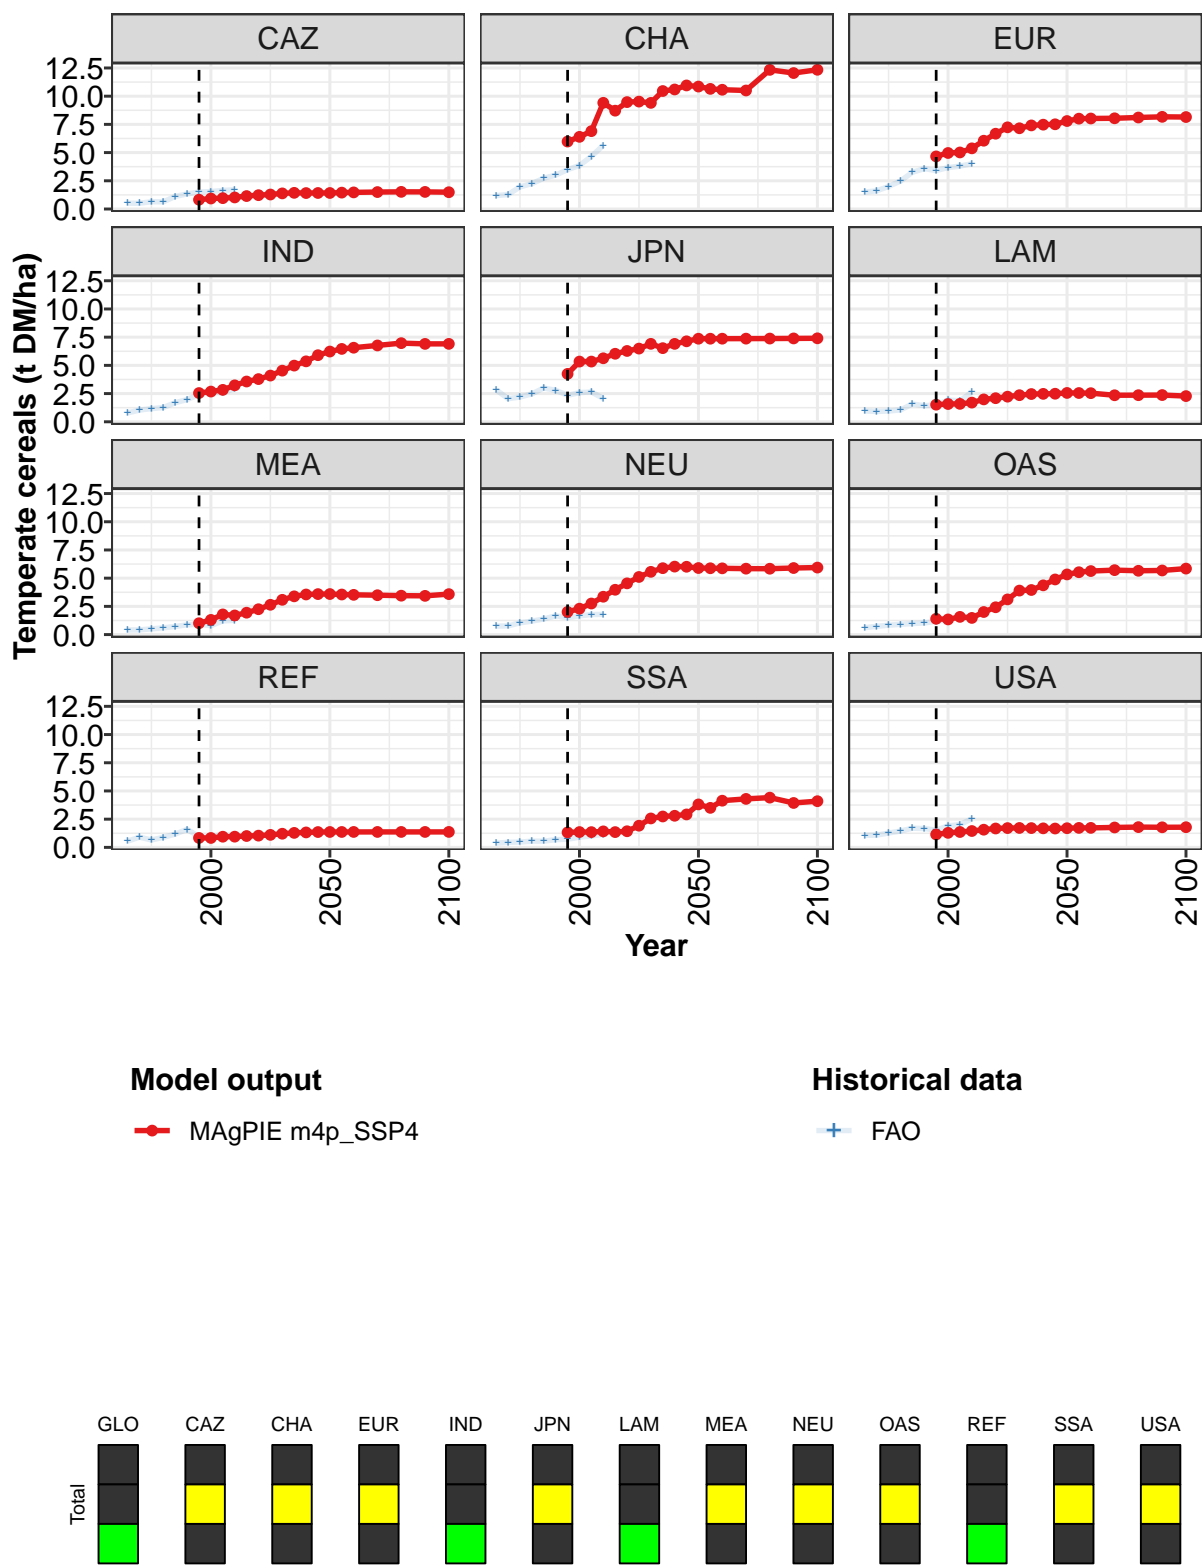 CAZ CHA EUR
12.5
10.0
7.5
5.0
2.5
0.0
IND JPN LAM
12.5
10.0
7.5
5.0
2.5
0.0
MEA NEU OAS
12.5
10.0
7.5
5.0
2.5
0.0
REF SSA USA
12.5
10.0
7.5
5.0
2.5
0.0
Temperate cereals (t DM/ha)
2000 2050 2100 2000 2050 2100 2000 2050 2100
Year
Model output Historical data
MAgPIE m4p_SSP4 FAO
GLO CAZ CHA EUR IND JPN LAM MEA NEU OAS REF SSA USA
Total